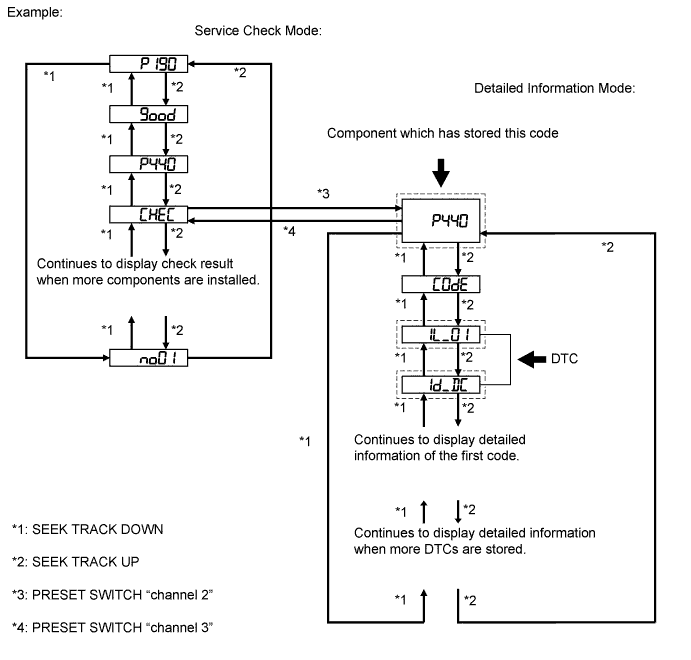 Example:
Service Check Mode:
P190
*1
*2
*1
*2
good
*1
*2
P440
*1
*2
CHEC
*1
*2
Continues to display check result
when more components are installed.
*1
*2
no01
Detailed Information Mode:
Component which has stored this code
*3
*4
P440
*1
*2
*2
CODE
*1
*2
1L_01
*1
*2
DTC
1d_DC
*1
*2
*1
Continues to display detailed
information of the first code.
*1
*2
Continues to display detailed information
when more DTCs are stored.
*1
*2
*1: SEEK TRACK DOWN
*2: SEEK TRACK UP
*3: PRESET SWITCH “channel 2”
*4: PRESET SWITCH “channel 3”